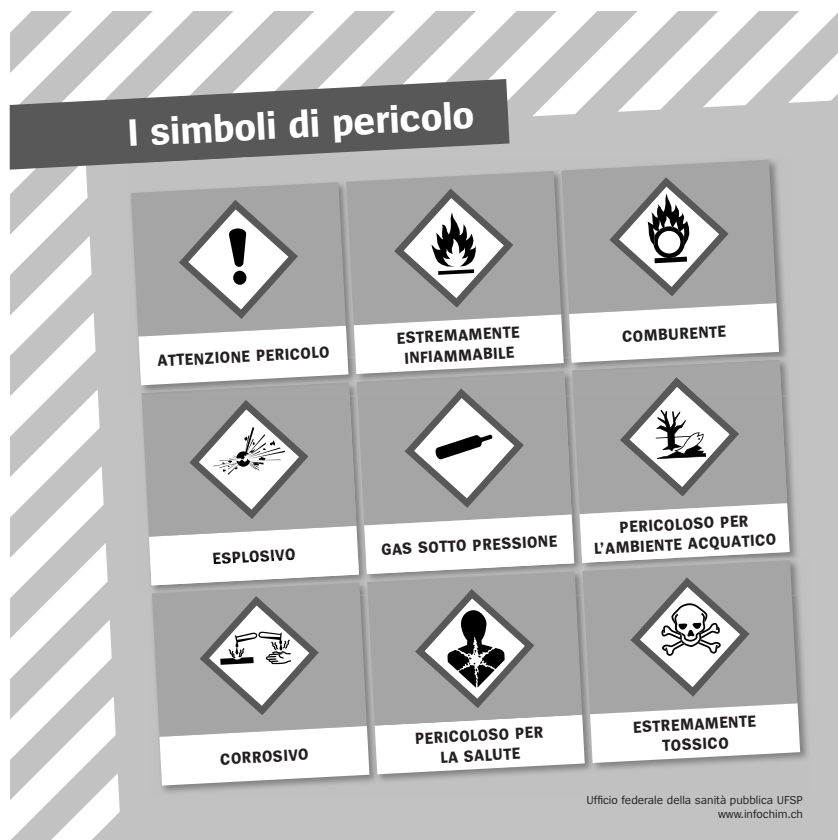 I simboli di pericolo
ATTENZIONE PERICOLO
ESTREMAMENTE
INFIAMMABILE
COMBURENTE
ESPLOSIVO
GAS SOTTO PRESSIONE
PERICOLOSO PER
L'AMBIENTE ACQUATICO
CORROSIVO
PERICOLOSO PER
LA SALUTE
ESTREMAMENTE
TOSSICO
Ufficio federale della sanità pubblica UFSP
www.infochim.ch